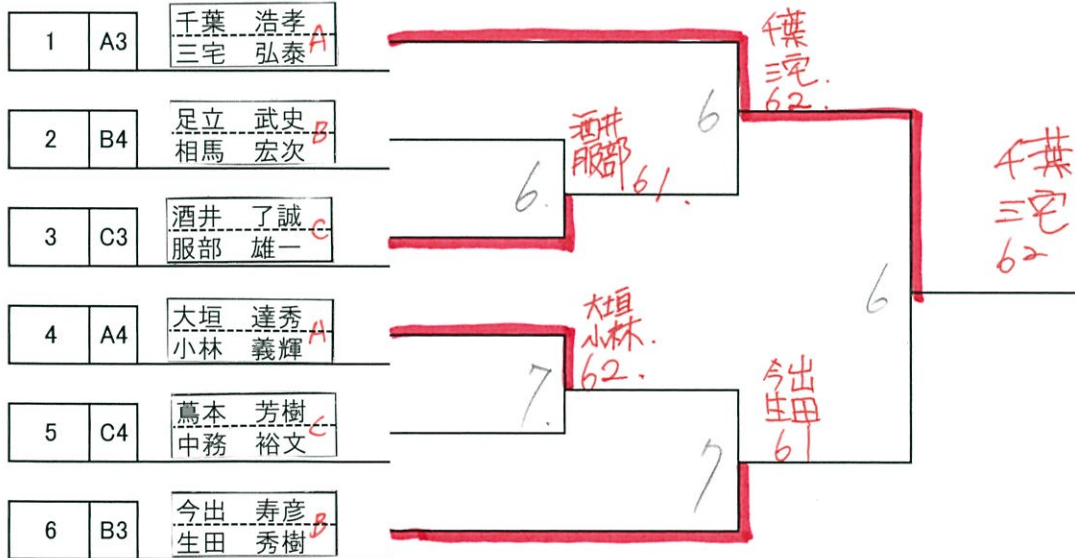 1 A3 千葉 浩孝 A
三宅 弘泰
千葉
三宅.
62.
2 B4 足立 武史 B
相馬 宏次
6
酒井
服部 61.
6.
3 C3 酒井 了誠 C
服部 雄一
千葉
三宅
62
6
4 A4 大垣 達秀 A
小林 義輝
大垣
小林.
62.
7.
今出
生田
61
5 C4 蔦本 芳樹 C
中務 裕文
7
6 B3 今出 寿彦 B
生田 秀樹